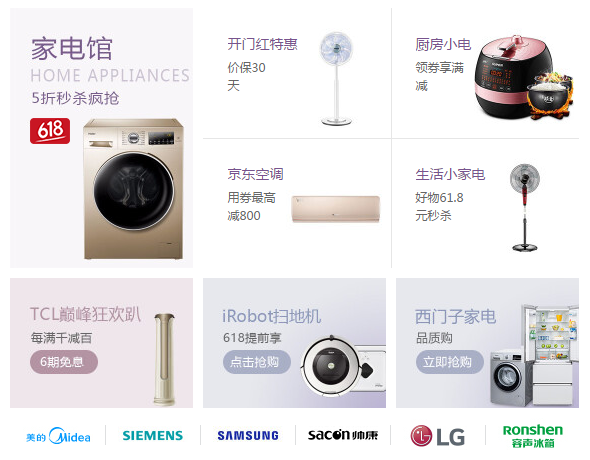 家电馆
HOME APPLIANCES
5折秒杀疯抢
618
开门红特惠
价保30
天
厨房小电
领券享满
减
京东空调
用券最高
减800
生活小家电
好物61.8
元秒杀
TCL巅峰狂欢趴
每满千减百
6期免息
iRobot扫地机
618提前享
点击抢购
西门子家电
品质购
立即抢购
美的 Midea
SIEMENS
SAMSUNG
sacon 帅康
LG
Ronshen
容声冰箱